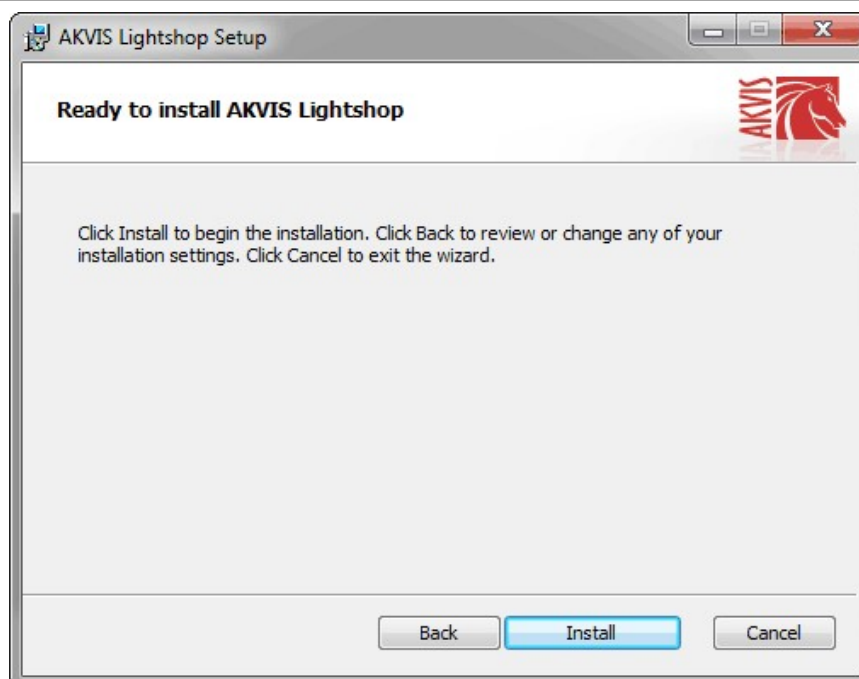 AKVIS Lightshop Setup
Ready to install AKVIS Lightshop
AKVIS
Click Install to begin the installation. Click Back to review or change any of your
installation settings. Click Cancel to exit the wizard.
Back
Install
Cancel